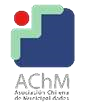 AChM
Asociación Chilena
de Municipalidades